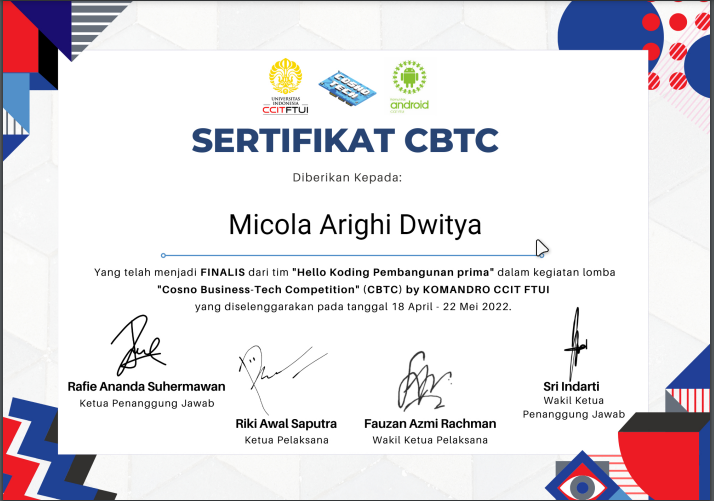 UNIVERSITAS
INDONESIA
CCITFTUI
COSNO
TECH
android
SERTIFIKAT CBTC
Diberikan Kepada:
Micola Arighi Dwitya
Yang telah menjadi FINALIS dari tim "Hello Koding Pembangunan prima" dalam kegiatan lomba
"Cosno Business-Tech Competition" (CBTC) by KOMANDRO CCIT FTUI
yang diselenggarakan pada tanggal 18 April - 22 Mei 2022.
Rafie Ananda Suhermawan
Ketua Penanggung Jawab
Riki Awal Saputra
Ketua Pelaksana
Fauzan Azmi Rachman
Wakil Ketua Pelaksana
Sri Indarti
Wakil Ketua
Penanggung Jawab